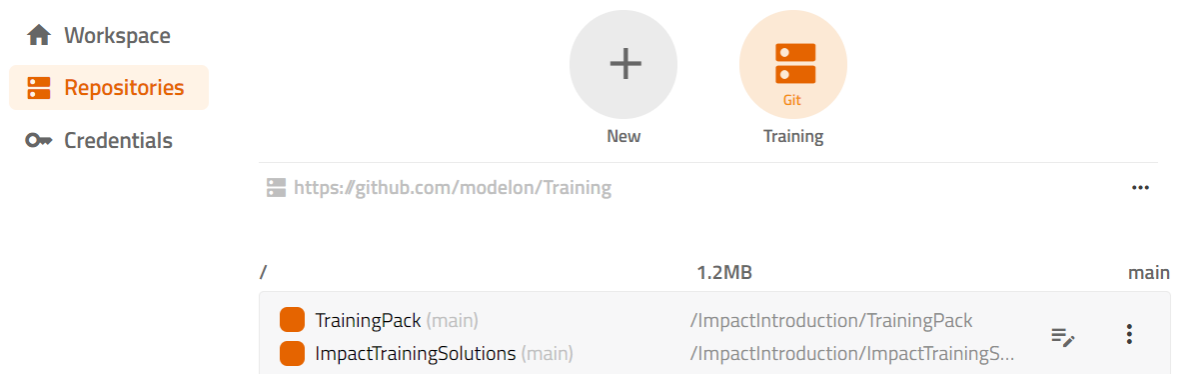 Workspace
Repositories
Credentials
Git
New
Training
https://github.com/modelon/Training
/
1.2MB
main
TrainingPack (main)
/ImpactIntroduction/TrainingPack
ImpactTrainingSolutions (main)
/ImpactIntroduction/ImpactTrainingS...